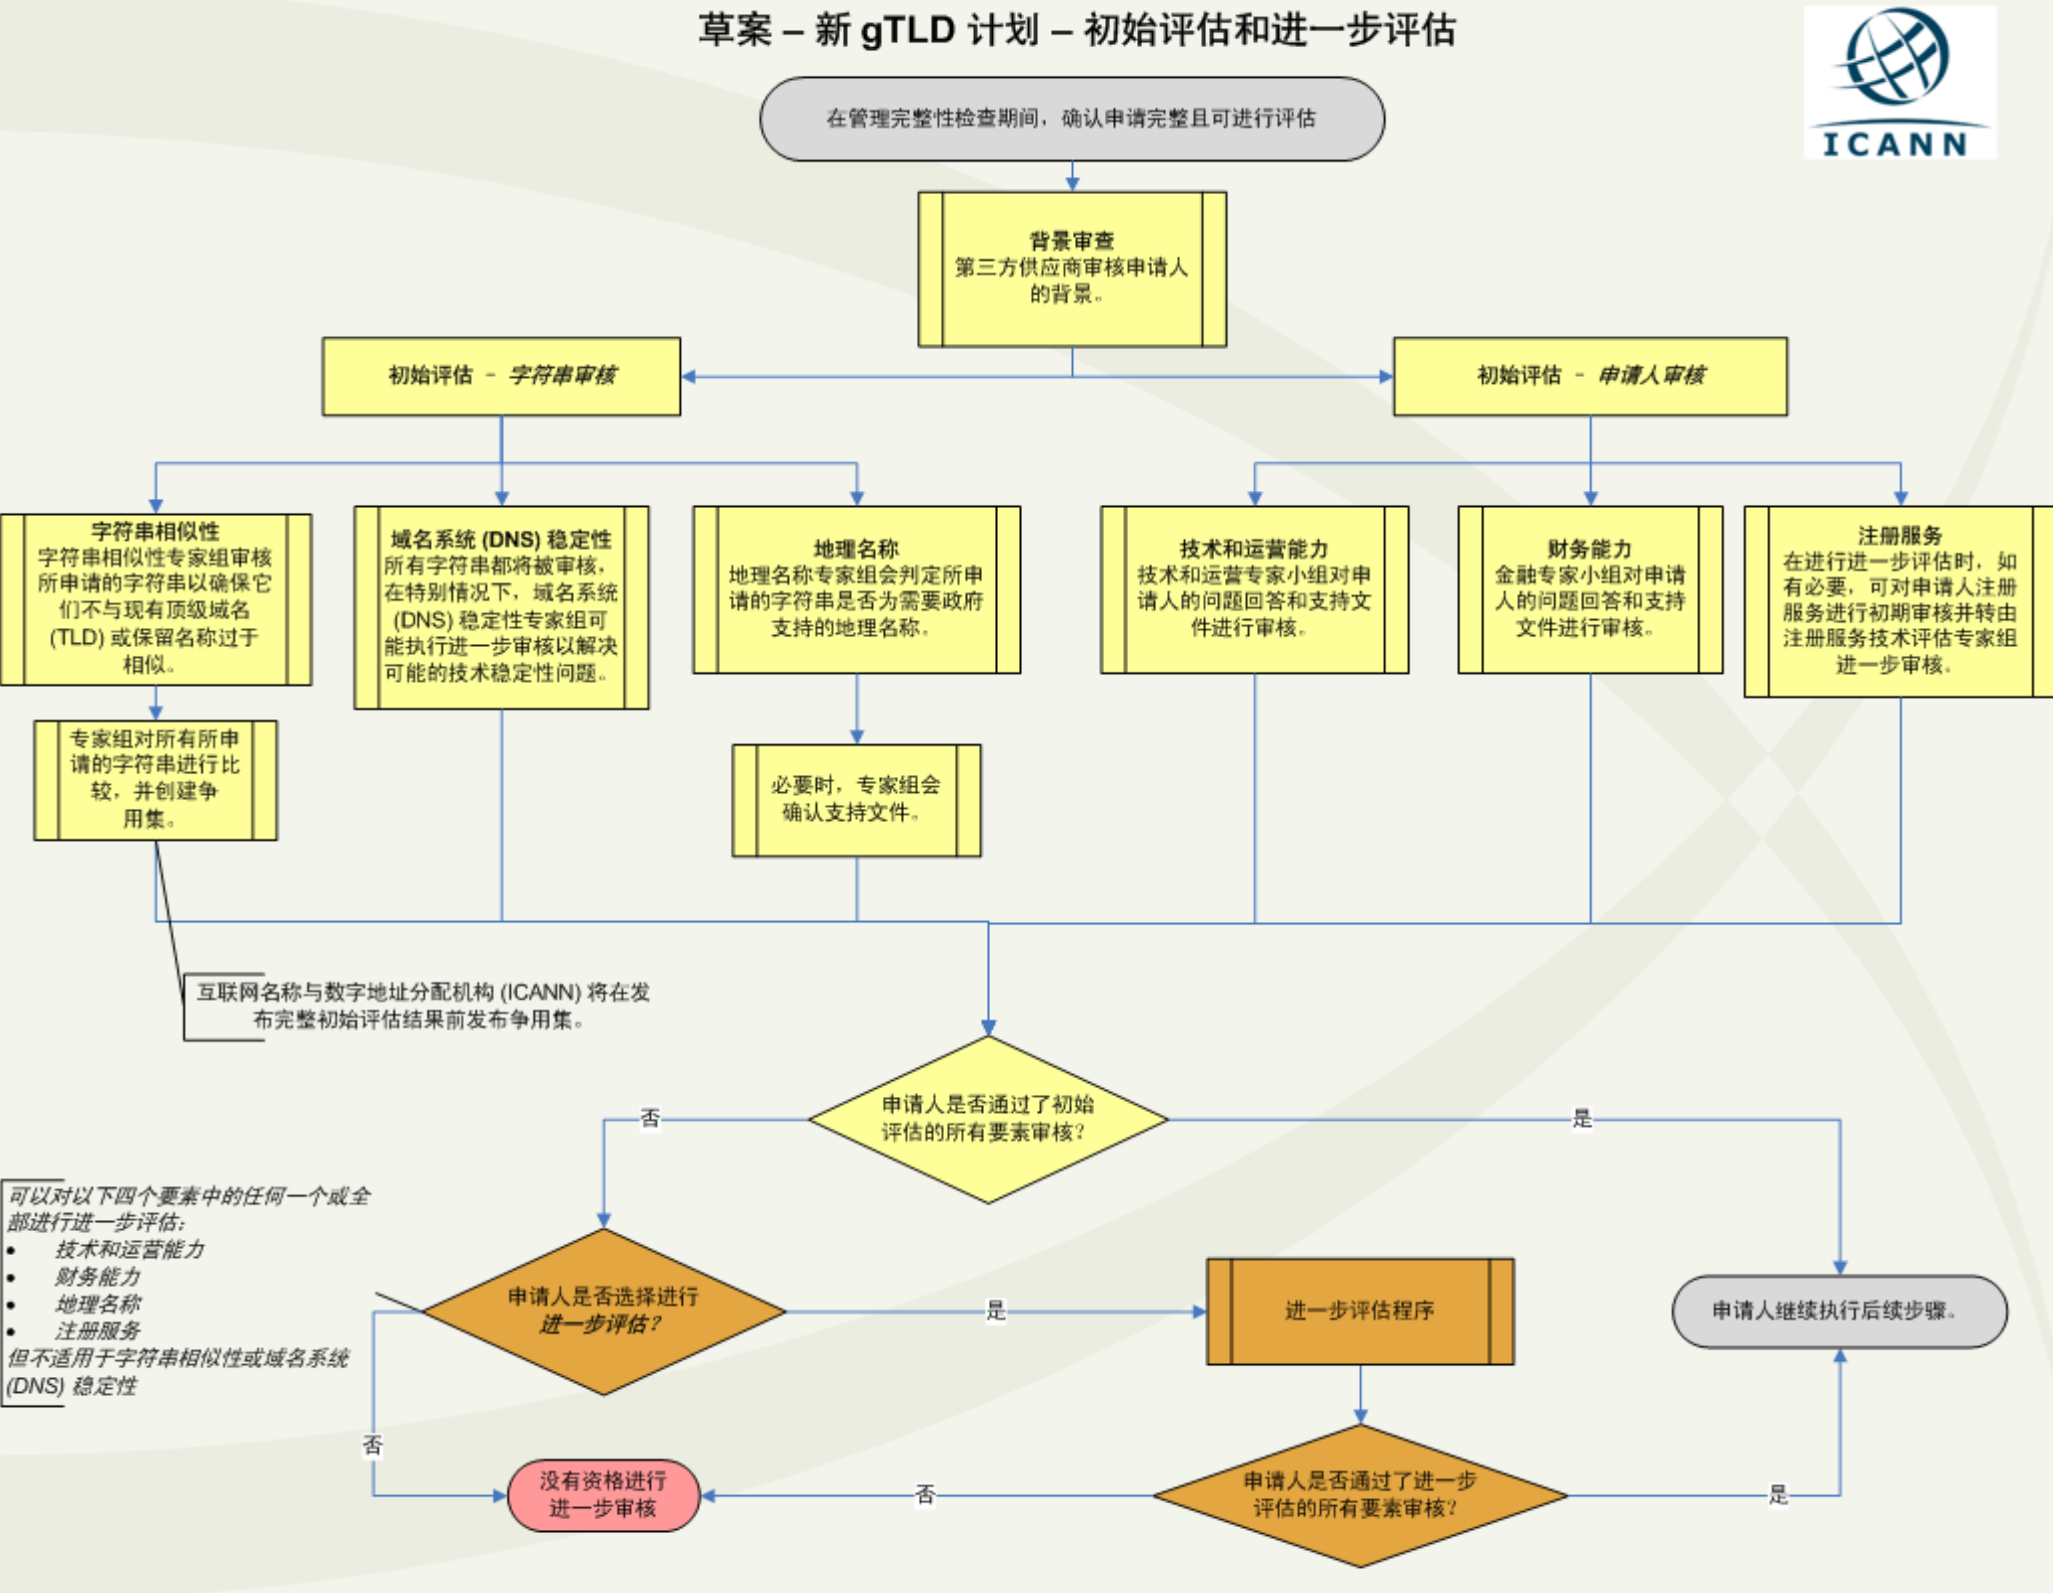 草案 – 新 gTLD 计划 – 初始评估和进一步评估
ICANN
在管理完整性检查期间，确认申请完整且可进行评估
背景审查
第三方供应商审核申请人
的背景。
初始评估 - 字符串审核
初始评估 - 申请人审核
字符串相似性
字符串相似性专家组审核
所申请的字符串以确保它
们不与现有顶级域名
(TLD) 或保留名称过于
相似。
域名系统 (DNS) 稳定性
所有字符串都将被审核，
在特别情况下，域名系统
(DNS) 稳定性专家组可
能执行进一步审核以解决
可能的技术稳定性问题。
地理名称
地理名称专家组会判定所申
请的字符串是否为需要政府
支持的地理名称。
技术和运营能力
技术和运营专家小组对申
请人的问题回答和支持文
件进行审核。
财务能力
金融专家小组对申请
人的问题回答和支持
文件进行审核。
注册服务
在进行进一步评估时，如
有必要，可对申请人注册
服务进行初期审核并转由
注册服务技术评估专家组
进一步审核。
专家组对所有所申
请的字符串进行比
较，并创建争
用集。
必要时，专家组会
确认支持文件。
互联网名称与数字地址分配机构 (ICANN) 将在发
布完整初始评估结果前发布争用集。
申请人是否通过了初始
评估的所有要素审核？
否
是
可以对以下四个要素中的任何一个或全
部进行进一步评估：
• 技术和运营能力
• 财务能力
• 地理名称
• 注册服务
但不适用于字符串相似性或域名系统
(DNS) 稳定性
申请人是否选择进行
进一步评估？
是
进一步评估程序
申请人继续执行后续步骤。
否
没有资格进行
进一步审核
否
申请人是否通过了进一步
评估的所有要素审核？
是